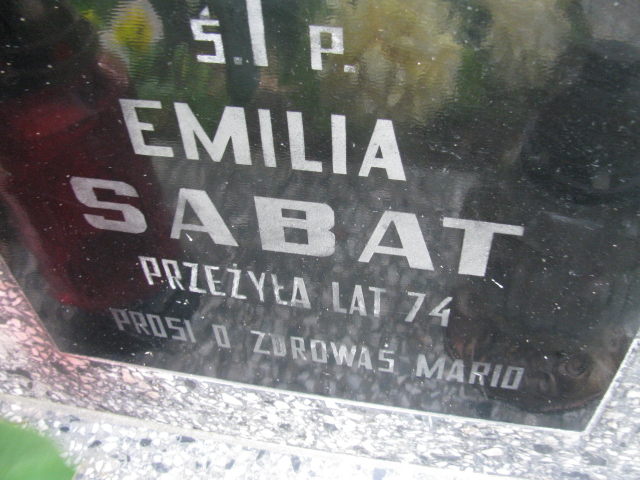 Ś. P.
EMILIA
SABAT
PRZEŻYŁA LAT 74
PROSI O ZDROWAŚ MARIO